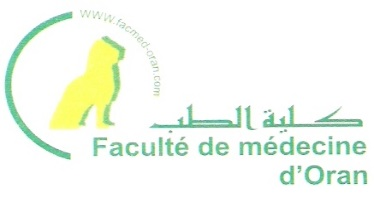 www.facmed-oran.com
كلية الطب
Faculté de médecine
d'Oran